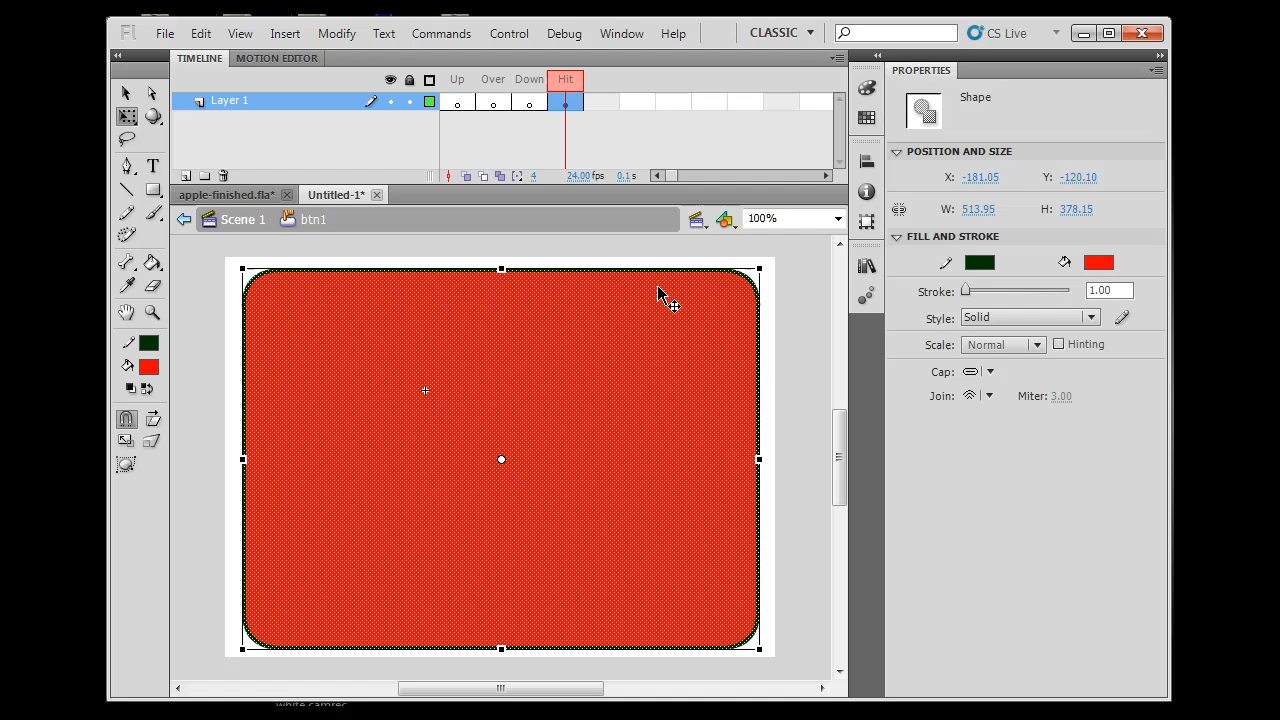 Fl File Edit View Insert Modify Text Commands Control Debug Window Help CLASSIC CS Live
TIMELINE MOTION EDITOR
PROPERTIES
Up Over Down Hit
Shape
Layer 1
POSITION AND SIZE
X: -181.05 Y: -120.10
4 24.00 fps 0.1 s
apple-finished.fla* Untitled-1*
W: 513.95 H: 378.15
Scene 1 btn1 100%
FILL AND STROKE
Stroke: 1.00
Style: Solid
Scale: Normal Hinting
Cap:
Join: Miter: 3.00
white camrec